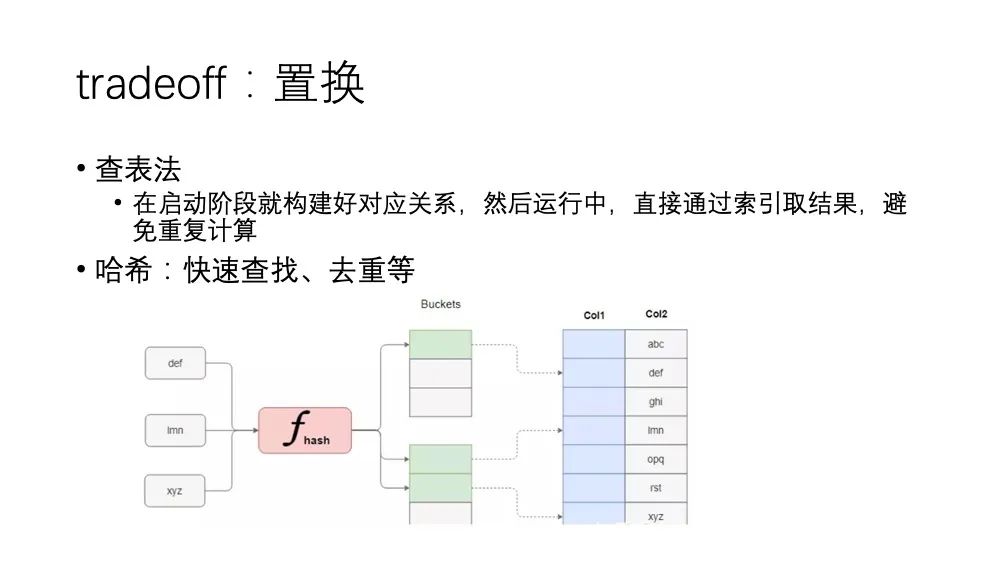 tradeoff：置换
• 查表法
• 在启动阶段就构建好对应关系，然后运行中，直接通过索引取结果，避
免重复计算
• 哈希：快速查找、去重等
Buckets
Col1 Col2
abc
def def
ghi
lmn f hash lmn
opq
xyz rst
xyz